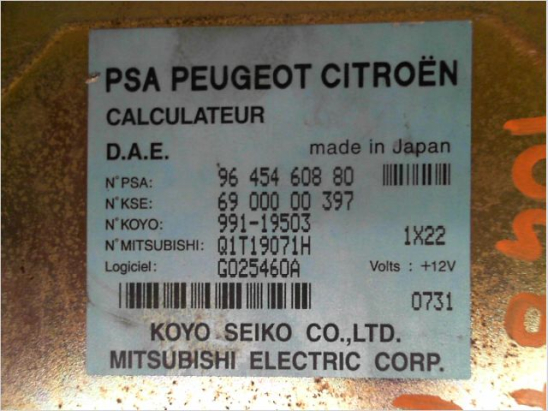 PSA PEUGEOT CITROËN
CALCULATEUR
D.A.E. made in Japan
N°PSA: 96 454 608 80
N°KSE: 69 000 00 397
N°KOYO: 991-19503
N°MITSUBISHI: Q1T19071H 1X22
Logiciel: G025460A Volts : +12V
0731
KOYO SEIKO CO.,LTD.
MITSUBISHI ELECTRIC CORP.